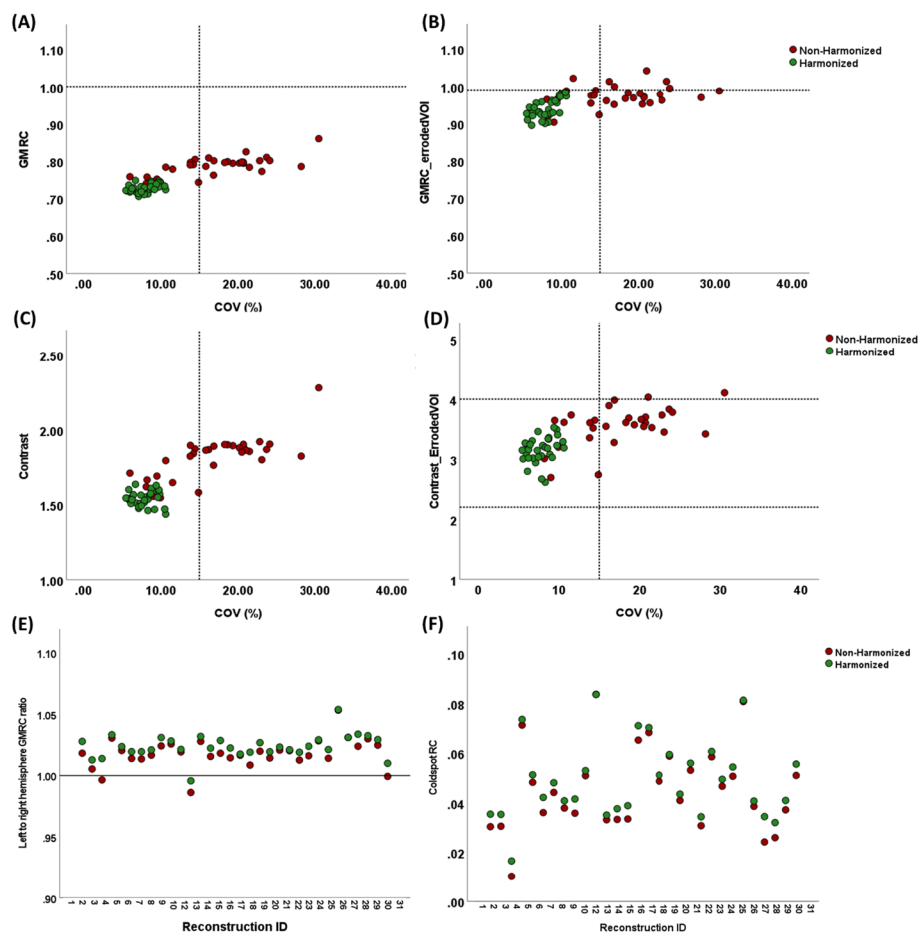 (A)
1.10
1.00
.90
.80
.70
.60
.50
GM RC
.00 10.00 20.00 30.00 40.00
COV (%)
(B)
1.10
1.00
.90
.80
.70
.60
.50
GMRC_errodedVOI
.00 10.00 20.00 30.00 40.00
COV (%)
Non-Harmonized
Harmonized
(C)
2.50
2.00
1.50
1.00
Contrast
.00 10.00 20.00 30.00 40.00
COV (%)
(D)
5
4
3
2
1
Contrast_ErrodedVOI
0 10 20 30 40
COV (%)
Non-Harmonized
Harmonized
(E)
1.10
1.05
1.00
.95
.90
Left to right hemisphere GMRC ratio
1 2 3 4 5 6 7 8 9 10 12 13 14 15 16 17 18 19 20 21 22 23 24 25 26 27 28 29 30 31
Reconstruction ID
(F)
.10
.08
.06
.04
.02
.00
Coldspot RC
1 2 3 4 5 6 7 8 9 10 12 13 14 15 16 17 18 19 20 21 22 23 24 25 26 27 28 29 30 31
Reconstruction ID
Non-Harmonized
Harmonized